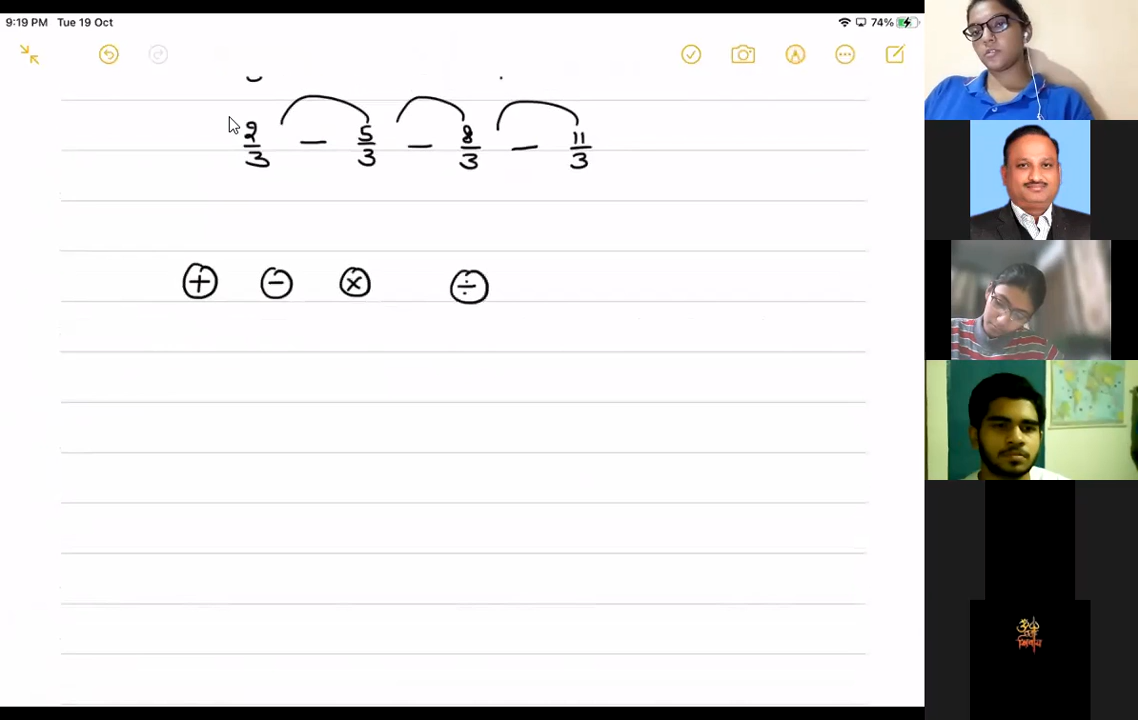 9:19 PM Tue 19 Oct
74%
2/3 — 5/3 — 8/3 — 11/3
⊕ ⊖ ⊗ ÷
ॐ
शिवाय